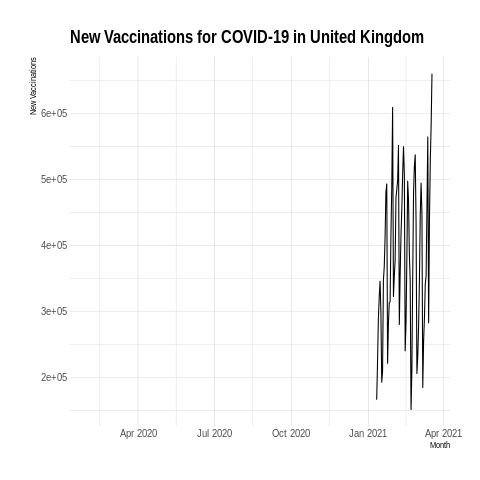 New Vaccinations for COVID-19 in United Kingdom
New Vaccinations
6e+05
5e+05
4e+05
3e+05
2e+05
Apr 2020 Jul 2020 Oct 2020 Jan 2021 Apr 2021
Month